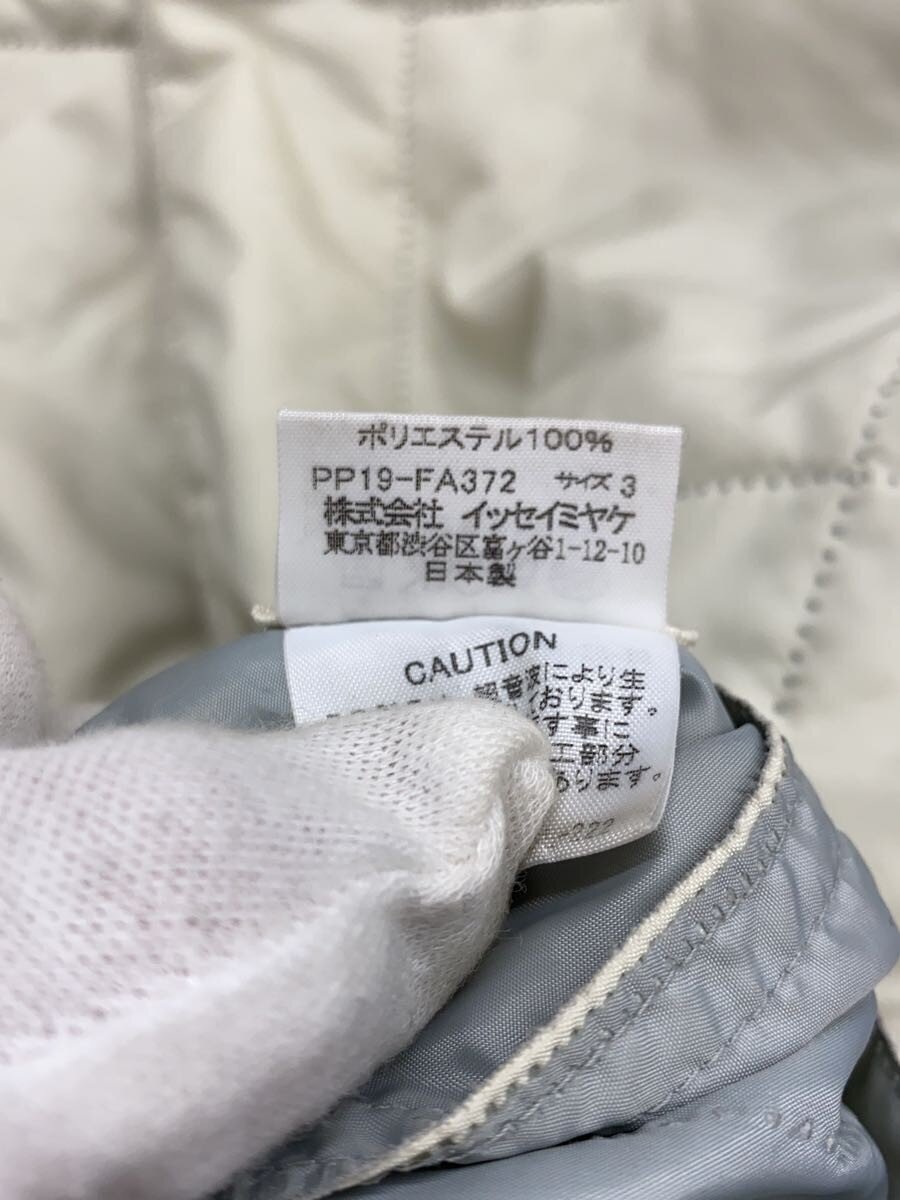 ポリエステル100%
PP19-FA372 サイズ 3
株式会社 イッセイミヤケ
東京都渋谷区富ヶ谷1-12-10
日本製
CAUTION
超音波により生
おります。
す事に
工部分
あります。